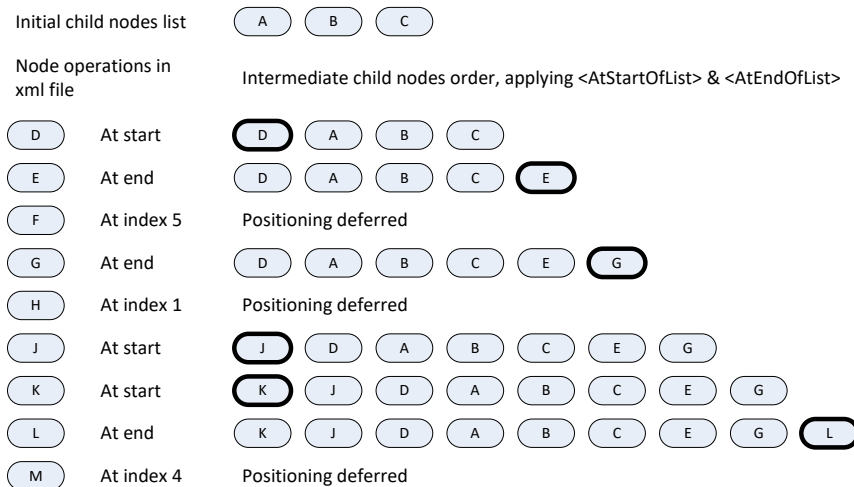 Initial child nodes list A B C
Node operations in
xml file
Intermediate child nodes order, applying <AtStartOfList> & <AtEndOfList>
D At start D A B C
E At end D A B C E
F At index 5 Positioning deferred
G At end D A B C E G
H At index 1 Positioning deferred
J At start J D A B C E G
K At start K J D A B C E G
L At end K J D A B C E G L
M At index 4 Positioning deferred